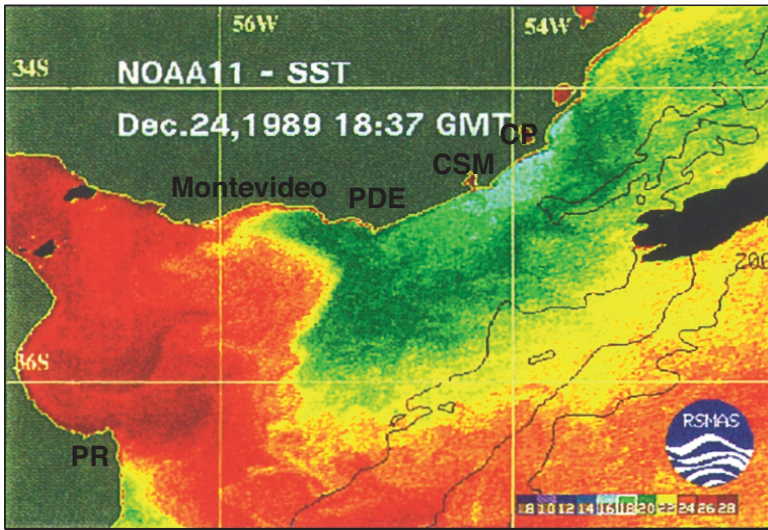 56W
54W
34S
NOAA11 - SST
Dec.24,1989 18:37 GMT
CP
CSM
Montevideo
PDE
200
36S
RSMAS
PR
8 10 12 14 16 18 20 22 24 26 28